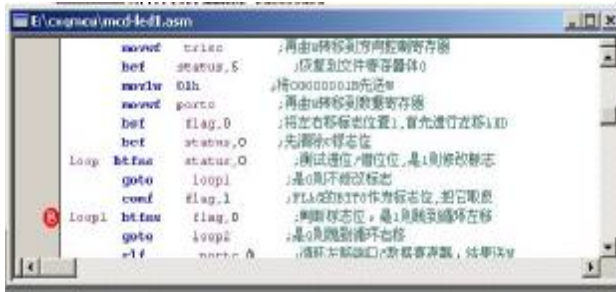 E:\cxgmcu\mcd-led1.asm
movwf trisc ;再由W转移到方向控制寄存器
bcf status,5 ;恢复到文件寄存器体0
movlw 01h ;将00000001B先送W
movwf portc ;再由W转移到数据寄存器
bsf flag,0 ;将左右移标志位置1,首先进行左移
bcf status,0 ;先清除C标志位
loop btfss status,0 ;测试进位/借位位,是1则修改标志
goto loop1 ;是0则不修改标志
comf flag,1 ;FLAG的BIT0作为标志位,把它取反
B loop1 btfss flag,0 ;判断标志位,是1则跳到循环左移
goto loop2 ;是0则跳到循环右移
rlf portc,0